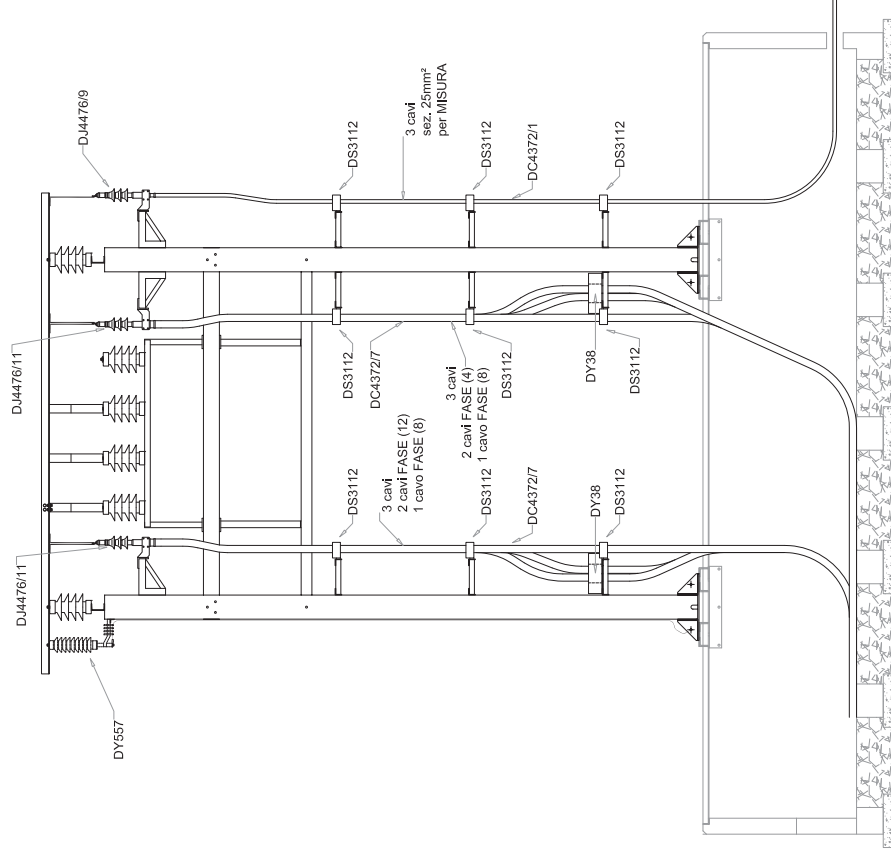 DJ4476/9
DS3112
3 cavi
sez. 25mm²
per MISURA
DS3112
DC4372/1
DS3112
DJ4476/11
DS3112
DC4372/7
3 cavi
2 cavi FASE (4)
1 cavo FASE (8)
DS3112
DY38
DS3112
DJ4476/11
DS3112
3 cavi
2 cavi FASE (12)
1 cavo FASE (8)
DS3112
DC4372/7
DY38
DS3112
DY557